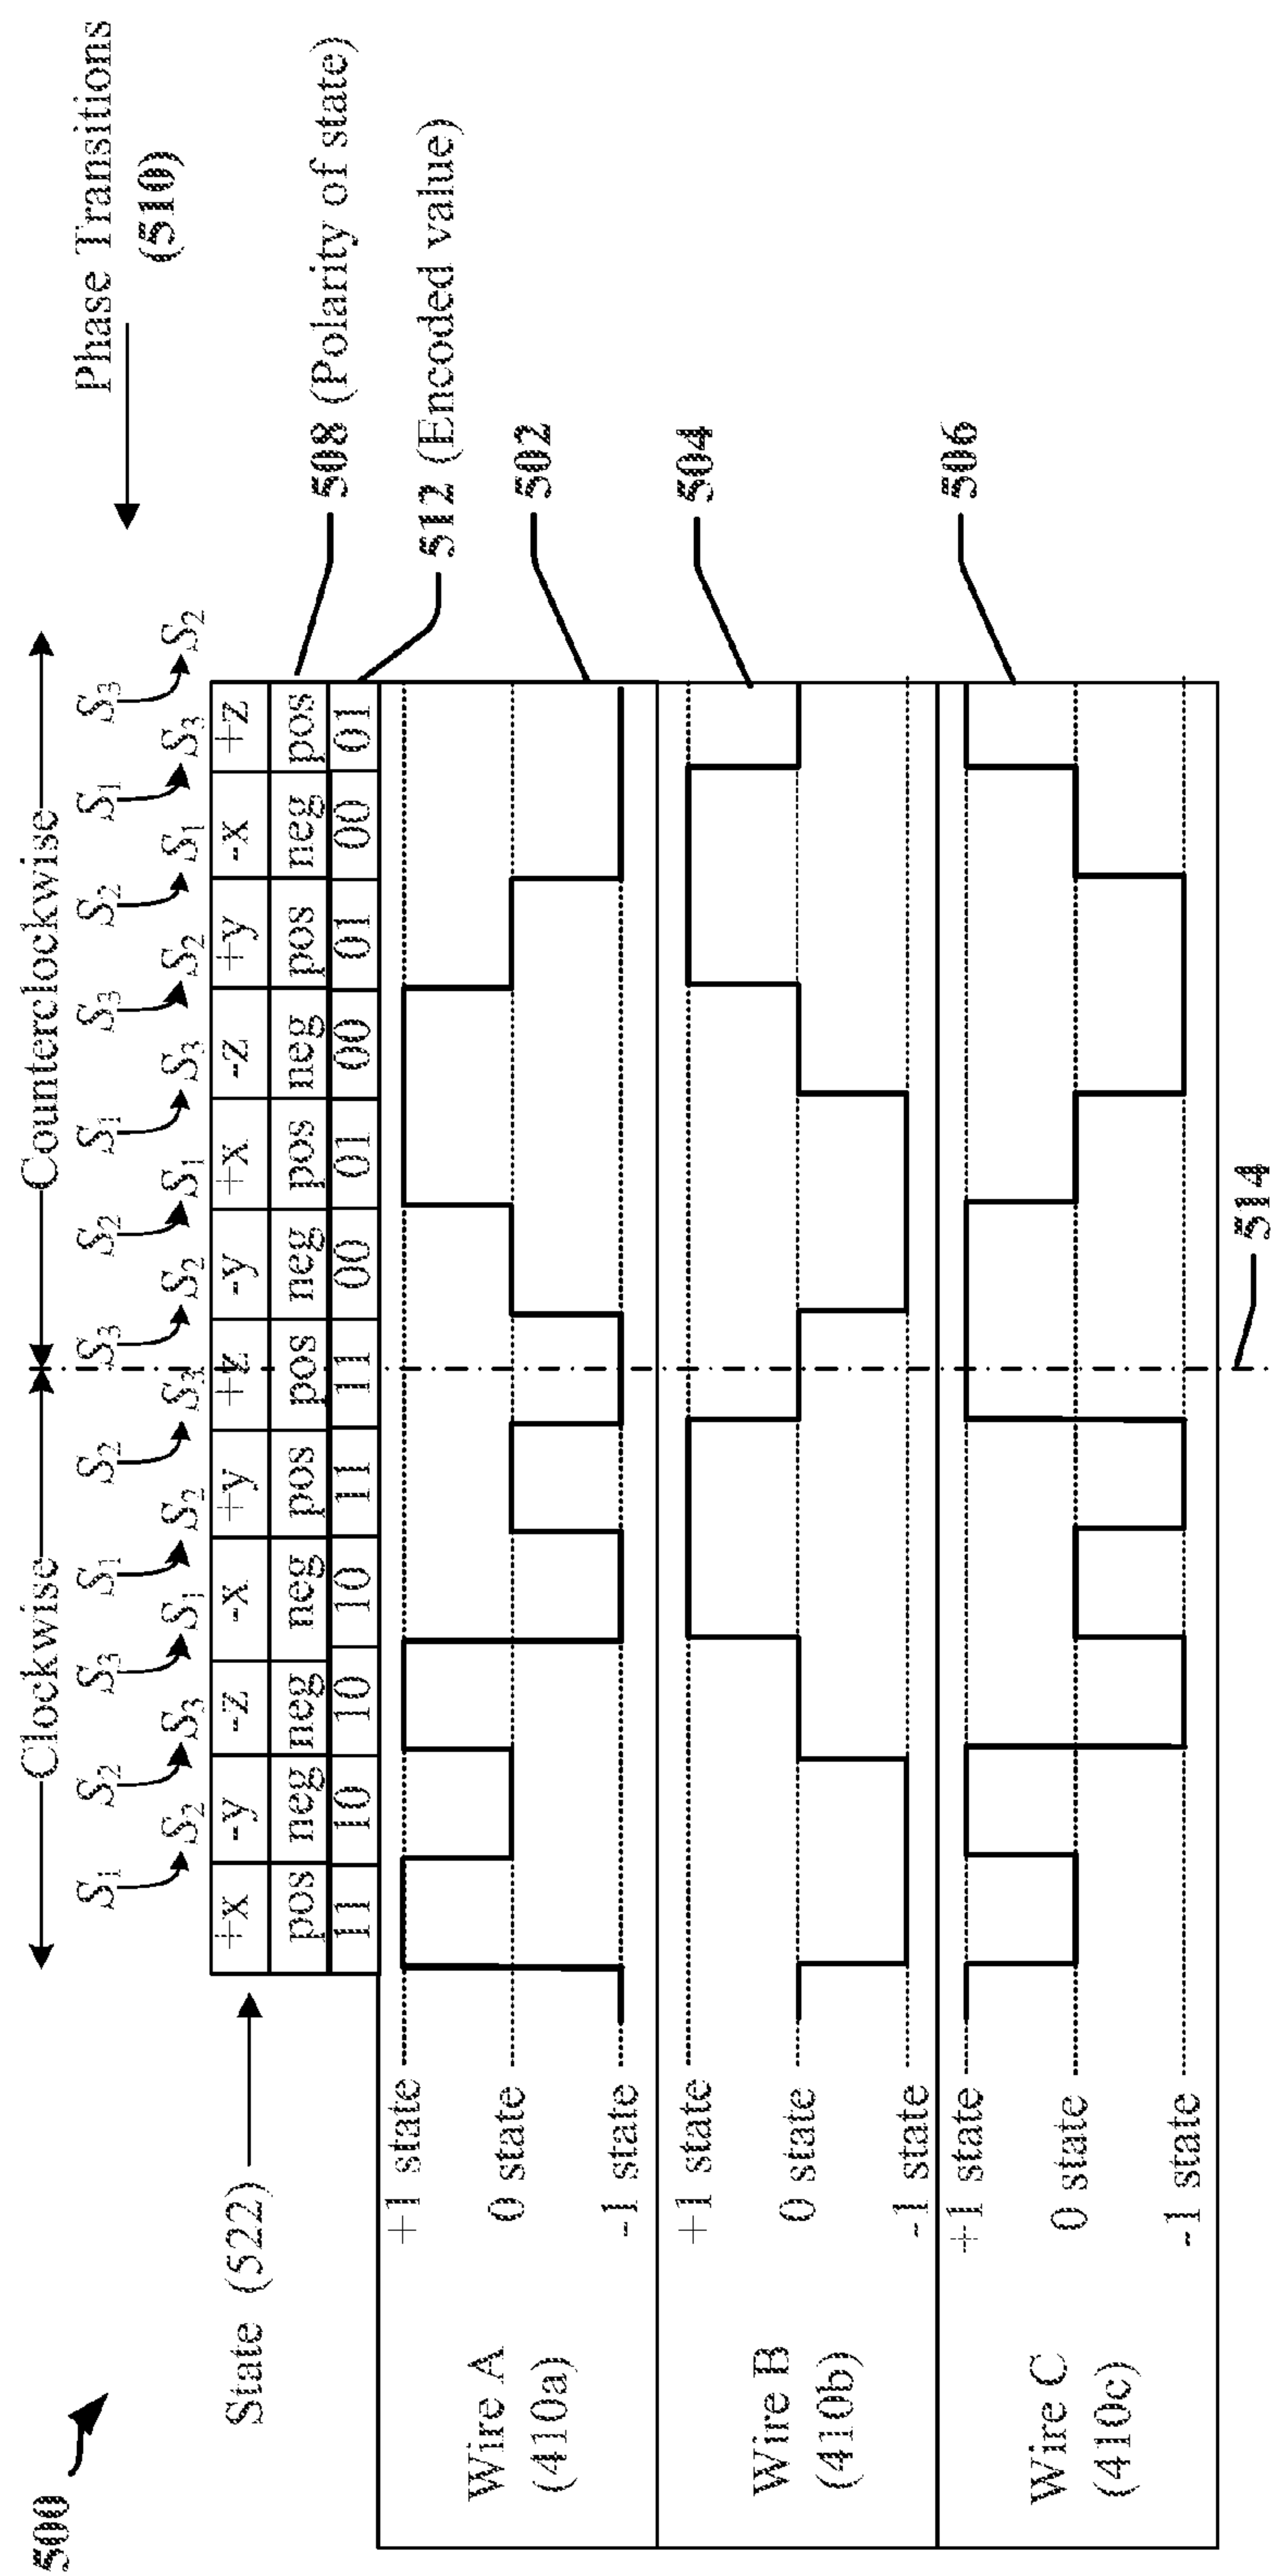 500
Clockwise Counterclockwise
Phase Transitions
(510)
S₁ S₂ S₃ S₁ S₂ S₃ S₂ S₁ S₃ S₂ S₁ S₃
S₂ S₃ S₁ S₂ S₃ S₂ S₁ S₃ S₂ S₁ S₃ S₂
State (522) +x -y -z -x +y +z -y +x -z +y -x +z
pos neg neg neg pos pos neg pos neg pos neg pos
508 (Polarity of state)
11 10 10 10 11 11 00 01 00 01 00 01
512 (Encoded value)
Wire A
(410a)
+1 state
0 state
-1 state
502
Wire B
(410b)
+1 state
0 state
-1 state
504
Wire C
(410c)
+1 state
0 state
-1 state
506
514